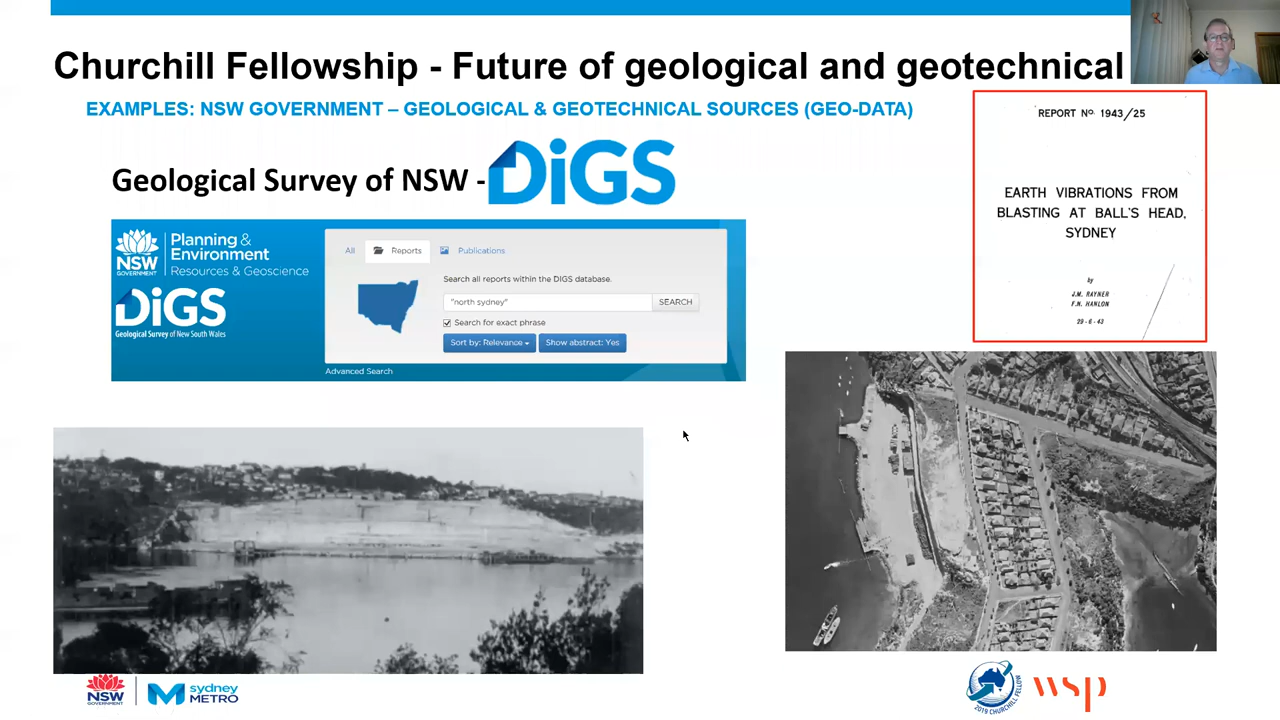 Churchill Fellowship - Future of geological and geotechnical
EXAMPLES: NSW GOVERNMENT – GEOLOGICAL & GEOTECHNICAL SOURCES (GEO-DATA)
Geological Survey of NSW - DiGS
NSW
GOVERNMENT
Planning &
Environment
Resources & Geoscience
DiGS
Geological Survey of New South Wales
All
Reports
Publications
Search all reports within the DIGS database.
"north sydney"
SEARCH
Search for exact phrase
Sort by: Relevance
Show abstract: Yes
Advanced Search
REPORT No. 1943/25
EARTH VIBRATIONS FROM
BLASTING AT BALL'S HEAD,
SYDNEY
by
J.M. RAYNER
F.N. HANLON
29-6-43
NSW
GOVERNMENT
sydney
METRO
2019 CHURCHILL FELLOW
wsp